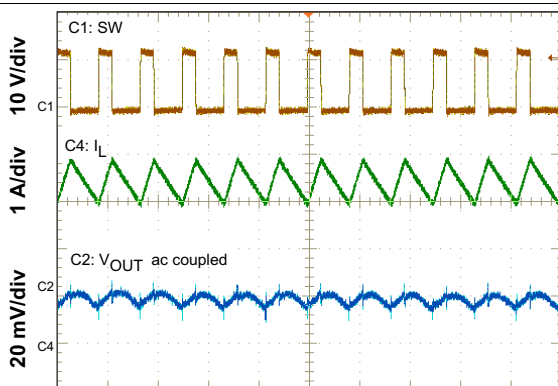 10 V/div
C1: SW
C1
1 A/div
C4: IL
C2: VOUT ac coupled
20 mV/div
C2
C4